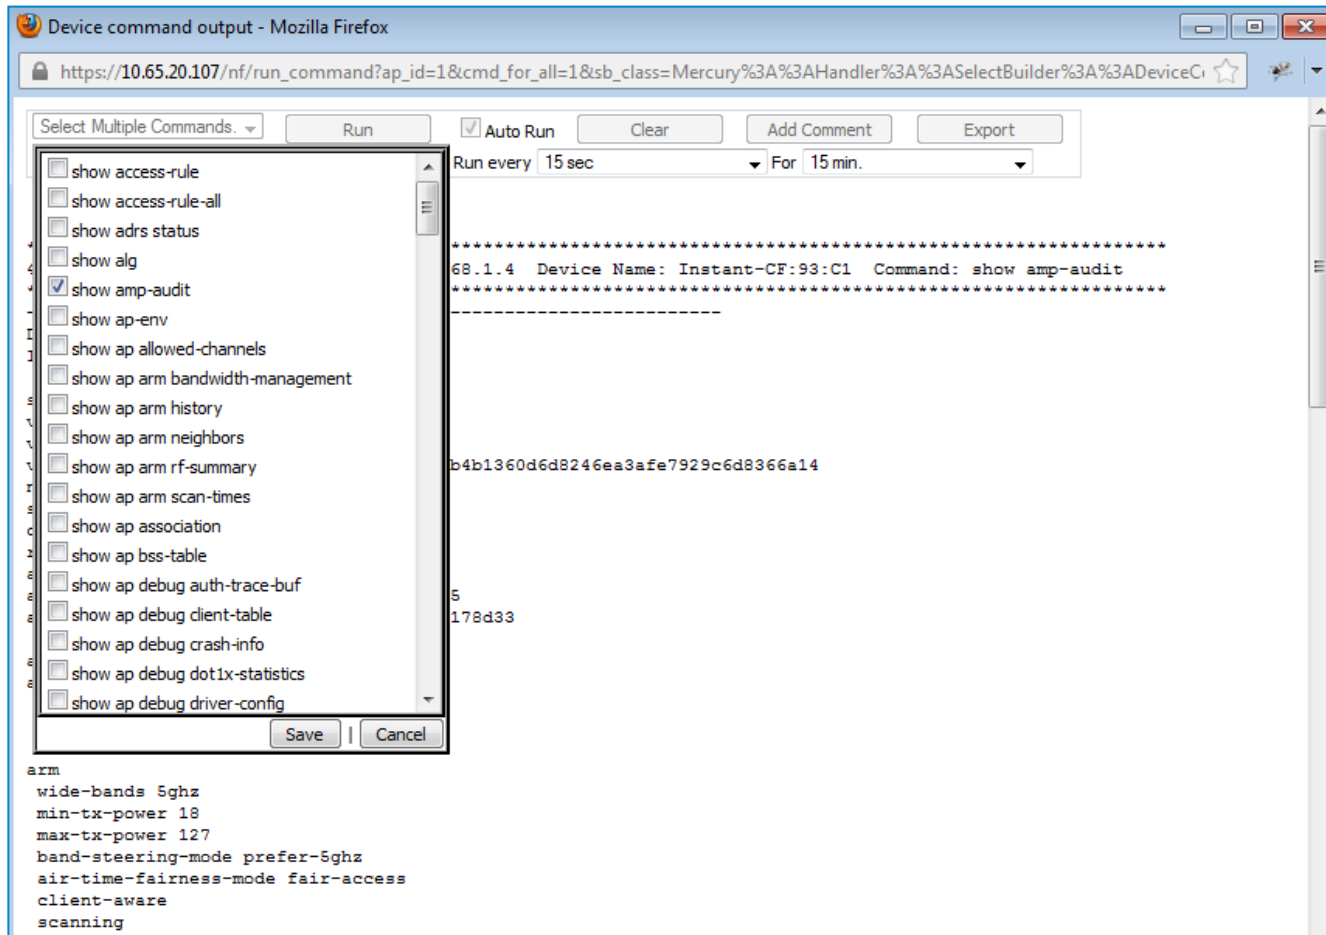 Device command output - Mozilla Firefox
https://10.65.20.107/nf/run_command?ap_id=1&cmd_for_all=1&sb_class=Mercury%3A%3AHandler%3A%3ASelectBuilder%3A%3ADeviceC
Select Multiple Commands. Run Auto Run Clear Add Comment Export
Run every 15 sec For 15 min.
show access-rule
show access-rule-all
show adrs status
show alg
show amp-audit
show ap-env
show ap allowed-channels
show ap arm bandwidth-management
show ap arm history
show ap arm neighbors
show ap arm rf-summary
show ap arm scan-times
show ap association
show ap bss-table
show ap debug auth-trace-buf
show ap debug client-table
show ap debug crash-info
show ap debug dot1x-statistics
show ap debug driver-config
Save | Cancel
******************************************************************
68.1.4 Device Name: Instant-CF:93:C1 Command: show amp-audit
******************************************************************
-------------------------
b4b1360d6d8246ea3afe7929c6d8366a14
5
178d33
arm
wide-bands 5ghz
min-tx-power 18
max-tx-power 127
band-steering-mode prefer-5ghz
air-time-fairness-mode fair-access
client-aware
scanning